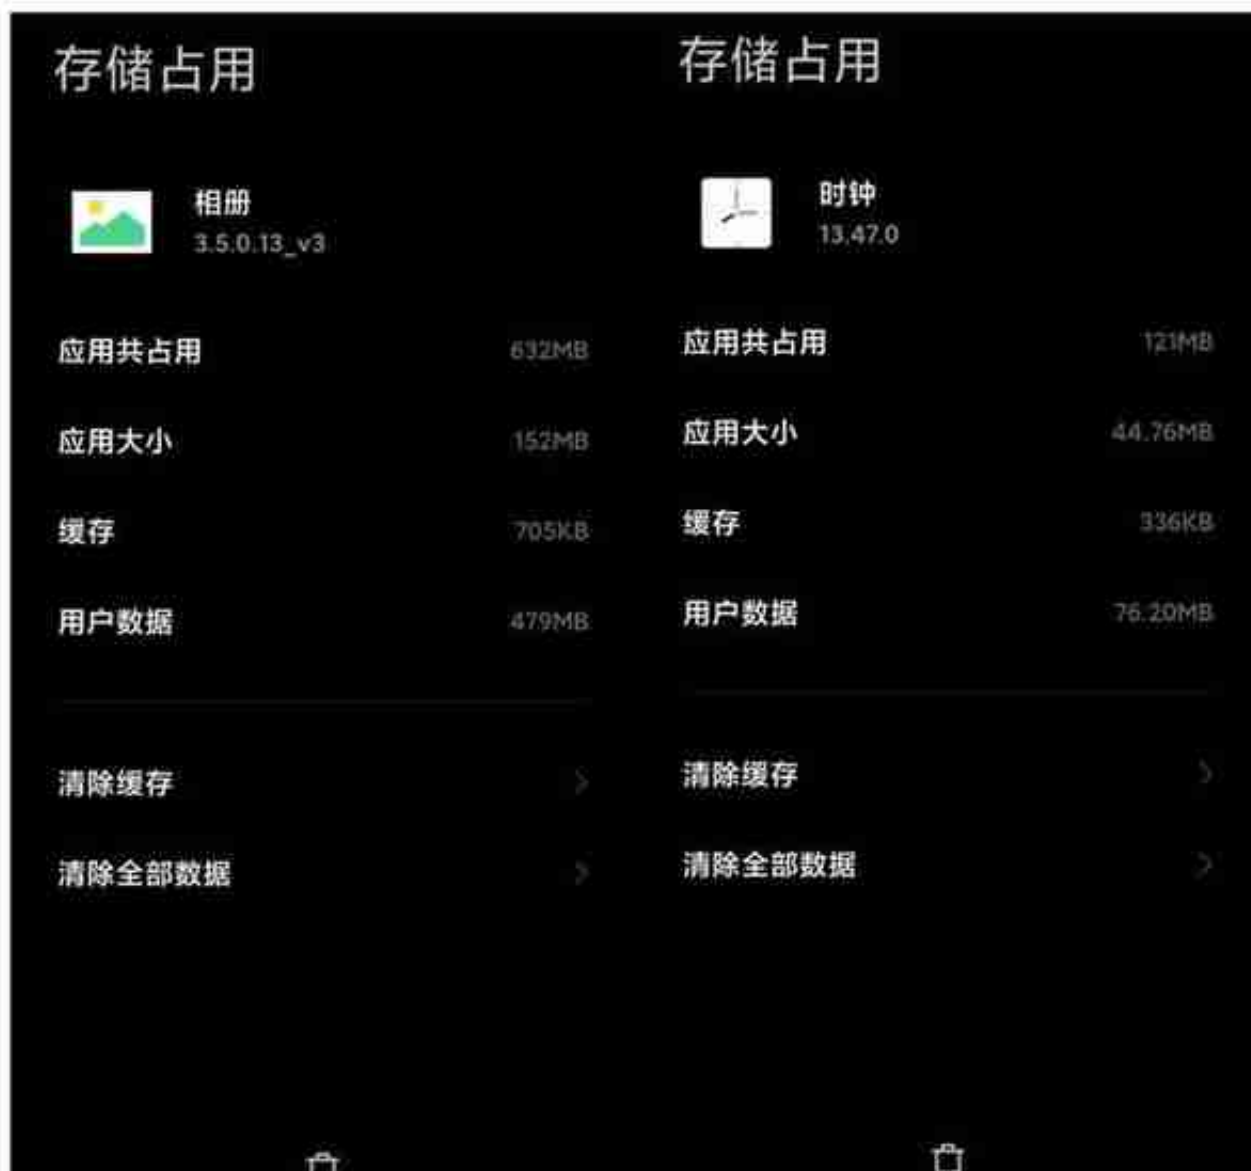 存储占用
相册
3.5.0.13_v3
应用共占用 632MB
应用大小 152MB
缓存 705KB
用户数据 479MB
清除缓存
清除全部数据
存储占用
时钟
13.47.0
应用共占用 121MB
应用大小 44.76MB
缓存 336KB
用户数据 76.20MB
清除缓存
清除全部数据